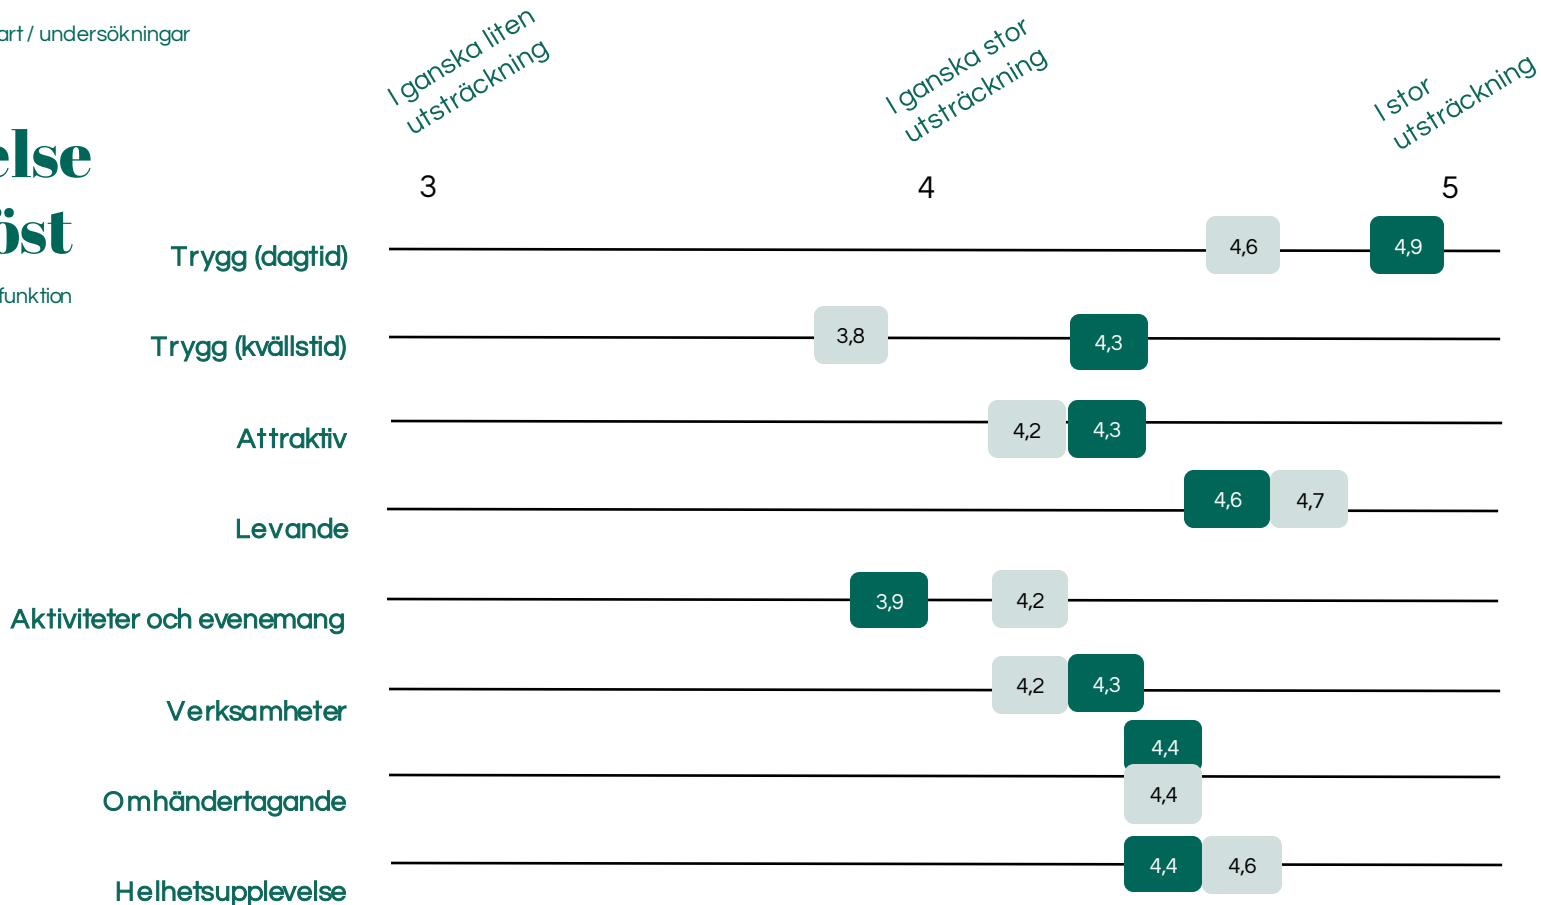 art / undersökningar
I ganska liten
utsträckning
I ganska stor
utsträckning
I stor
utsträckning
else
öst
funktion
3 4 5
Trygg (dagtid) 4,6 4,9
Trygg (kvällstid) 3,8 4,3
Attraktiv 4,2 4,3
Levande 4,6 4,7
Aktiviteter och evenemang 3,9 4,2
Verksamheter 4,2 4,3
4,4
Omhändertagande 4,4
Helhetsupplevelse 4,4 4,6